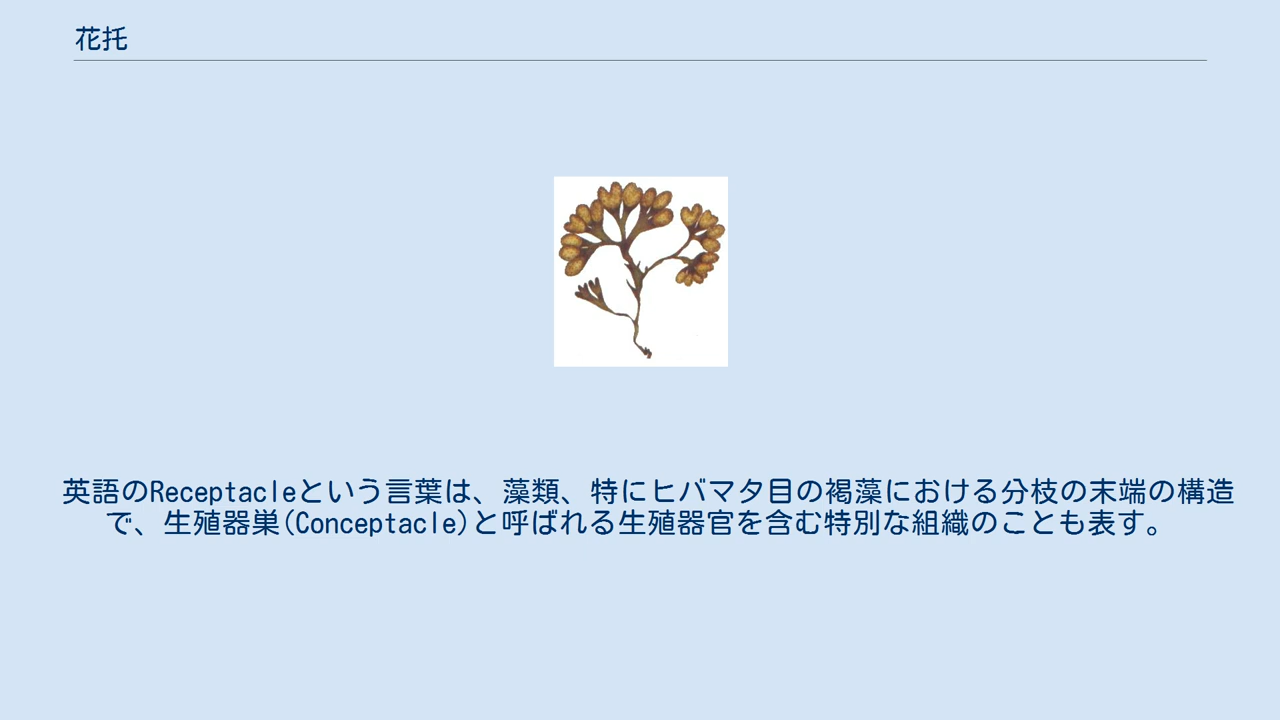 花托
英語のReceptacleという言葉は、藻類、特にヒバマタ目の褐藻における分枝の末端の構造
で、生殖器巣(Conceptacle)と呼ばれる生殖器官を含む特別な組織のことも表す。